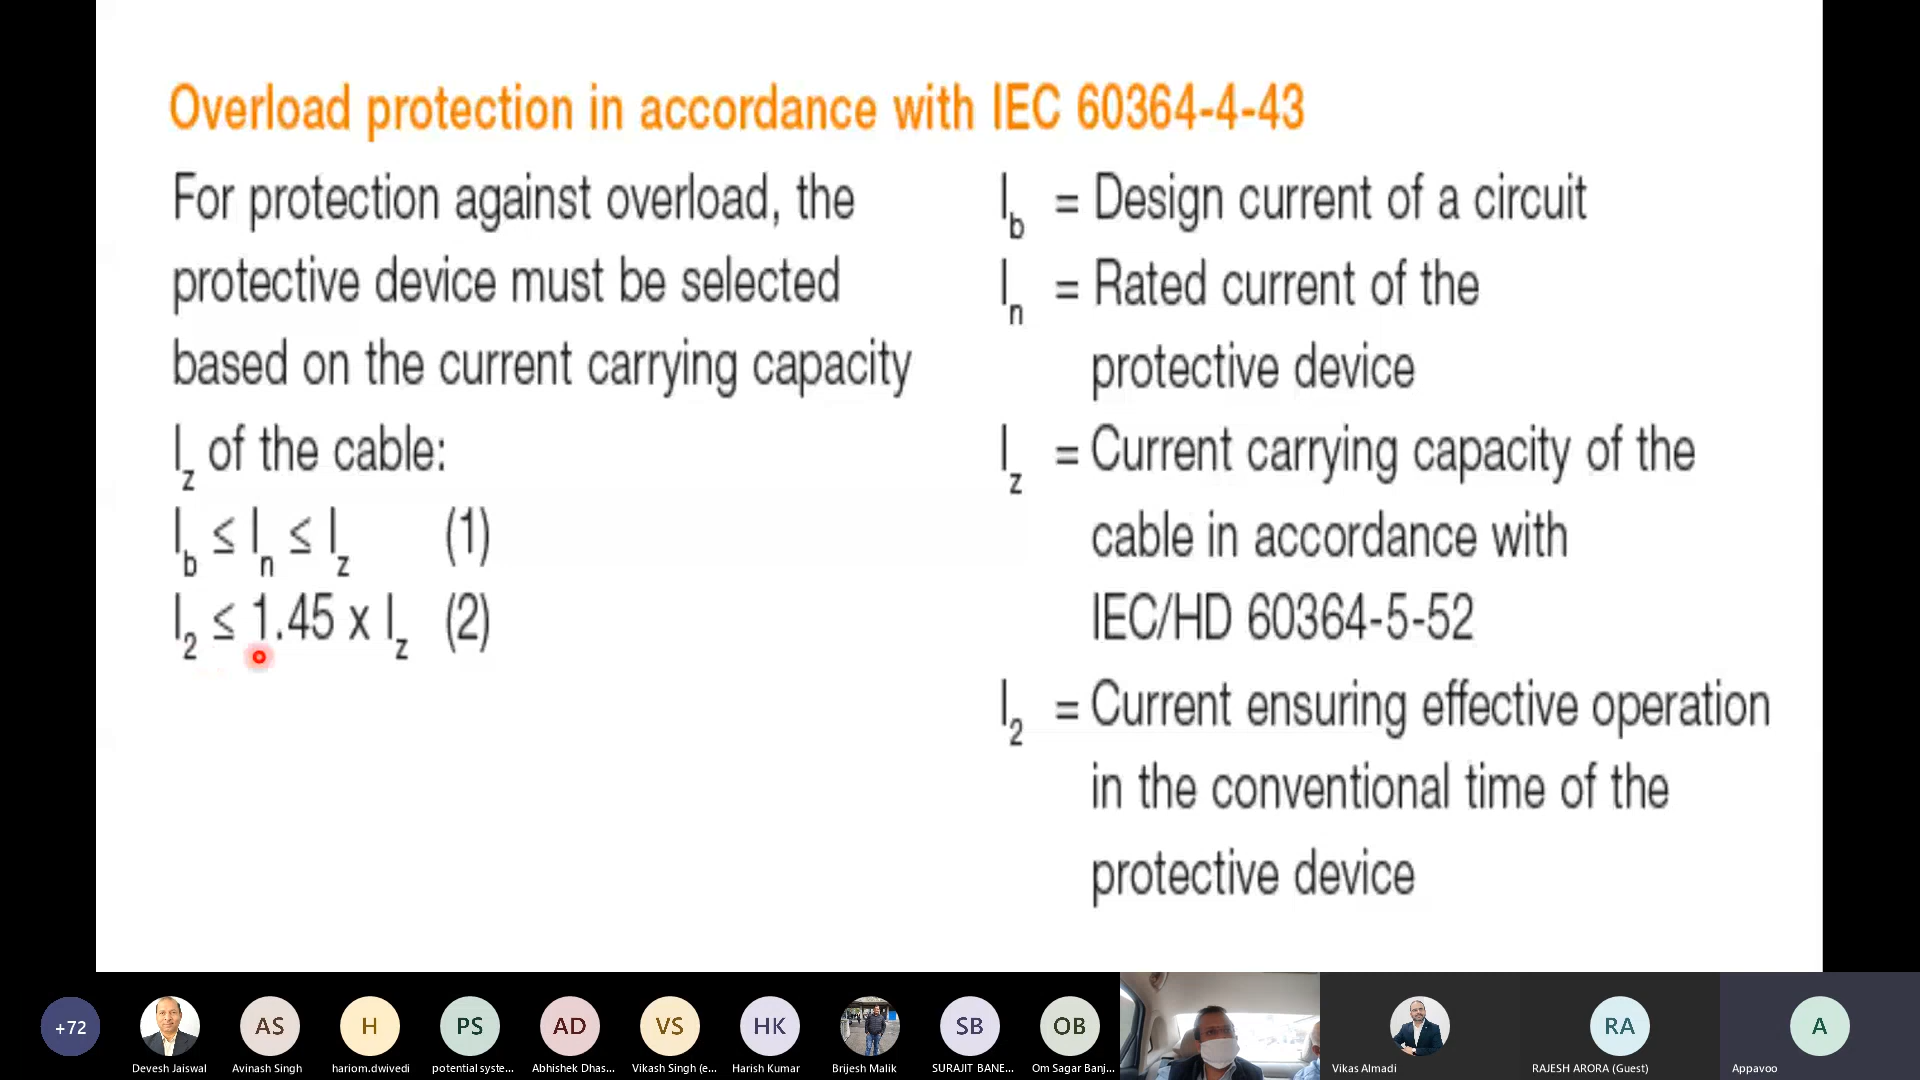 Overload protection in accordance with IEC 60364-4-43
For protection against overload, the
protective device must be selected
based on the current carrying capacity
Iz of the cable:
Ib ≤ In ≤ Iz (1)
I2 ≤ 1.45 x Iz (2)
Ib = Design current of a circuit
In = Rated current of the
protective device
Iz = Current carrying capacity of the
cable in accordance with
IEC/HD 60364-5-52
I2 = Current ensuring effective operation
in the conventional time of the
protective device
+72
Devesh Jaiswal
AS
Avinash Singh
H
hariom.dwivedi
PS
potential syste...
AD
Abhishek Dhas...
VS
Vikash Singh (e...
HK
Harish Kumar
Brijesh Malik
SB
SURAJIT BANE...
OB
Om Sagar Banj...
Vikas Almadi
RA
RAJESH ARORA (Guest)
A
Appavoo